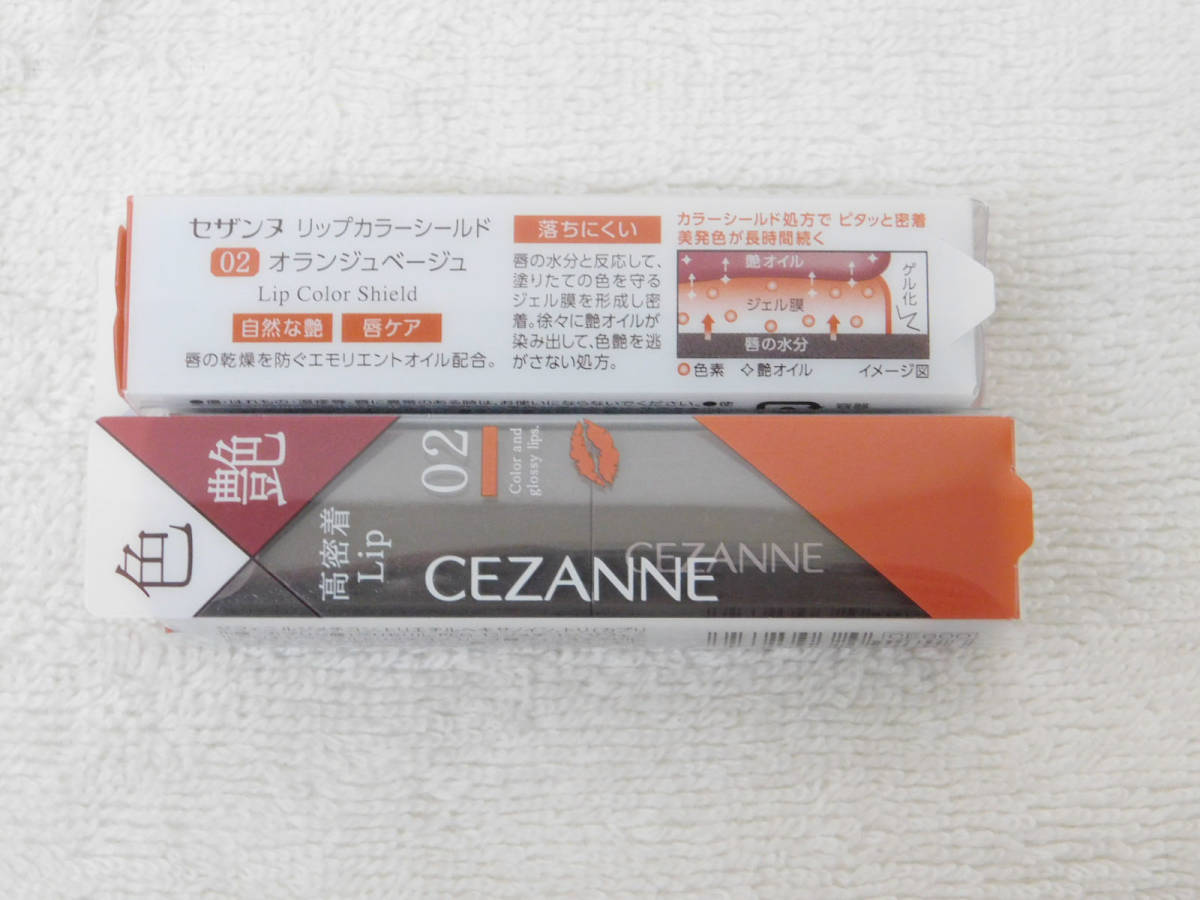 セザンヌ リップカラーシールド
02 オランジュベージュ
Lip Color Shield
自然な艶 唇ケア
唇の乾燥を防ぐエモリエントオイル配合。
落ちにくい
唇の水分と反応して、
塗りたての色を守る
ジェル膜を形成し密
着。徐々に艶オイルが
染み出して、色艶を逃
がさない処方。
カラーシールド処方で ピタッと密着
美発色が長時間続く
艶オイル
ジェル膜
ゲル化
唇の水分
色素 艶オイル イメージ図
色
艶
高密着
Lip
02
Color and
glossy lips.
CEZANNE
CEZANNE